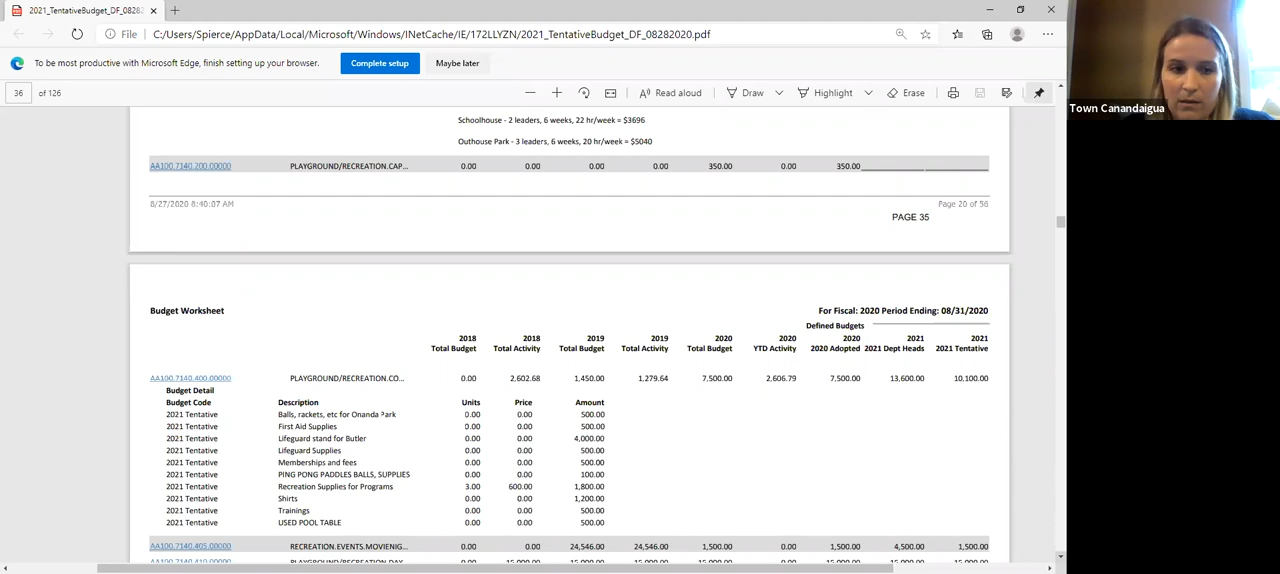 2021_TentativeBudget_DF_0828
File C:/Users/Spierce/AppData/Local/Microsoft/Windows/INetCache/IE/172LLYZN/2021_TentativeBudget_DF_08282020.pdf
To be most productive with Microsoft Edge, finish setting up your browser. Complete setup Maybe later
36 of 126 Read aloud Draw Highlight Erase
Town Canandaigua
Schoolhouse - 2 leaders, 6 weeks, 22 hr/week = $3696
Outhouse Park - 3 leaders, 6 weeks, 20 hr/week = $5040
AA100.7140.200.00000 PLAYGROUND/RECREATION.CAP... 0.00 0.00 0.00 0.00 350.00 0.00 350.00
8/27/2020 8:40:07 AM Page 20 of 56
PAGE 35
Budget Worksheet For Fiscal: 2020 Period Ending: 08/31/2020
Defined Budgets
2018 2018 2019 2019 2020 2020 2020 2021 2021
Total Budget Total Activity Total Budget Total Activity Total Budget YTD Activity 2020 Adopted 2021 Dept Heads 2021 Tentative
AA100.7140.400.00000 PLAYGROUND/RECREATION.CO... 0.00 2,602.68 1,450.00 1,279.64 7,500.00 2,606.79 7,500.00 13,600.00 10,100.00
Budget Detail
Budget Code Description Units Price Amount
2021 Tentative Balls, rackets, etc for Onanda Park 0.00 0.00 500.00
2021 Tentative First Aid Supplies 0.00 0.00 500.00
2021 Tentative Lifeguard stand for Butler 0.00 0.00 4,000.00
2021 Tentative Lifeguard Supplies 0.00 0.00 500.00
2021 Tentative Memberships and fees 0.00 0.00 500.00
2021 Tentative PING PONG PADDLES BALLS, SUPPLIES 0.00 0.00 100.00
2021 Tentative Recreation Supplies for Programs 3.00 600.00 1,800.00
2021 Tentative Shirts 0.00 0.00 1,200.00
2021 Tentative Trainings 0.00 0.00 500.00
2021 Tentative USED POOL TABLE 0.00 0.00 500.00
AA100.7140.405.00000 RECREATION.EVENTS.MOVIENIG... 0.00 0.00 24,546.00 24,546.00 1,500.00 0.00 1,500.00 4,500.00 1,500.00